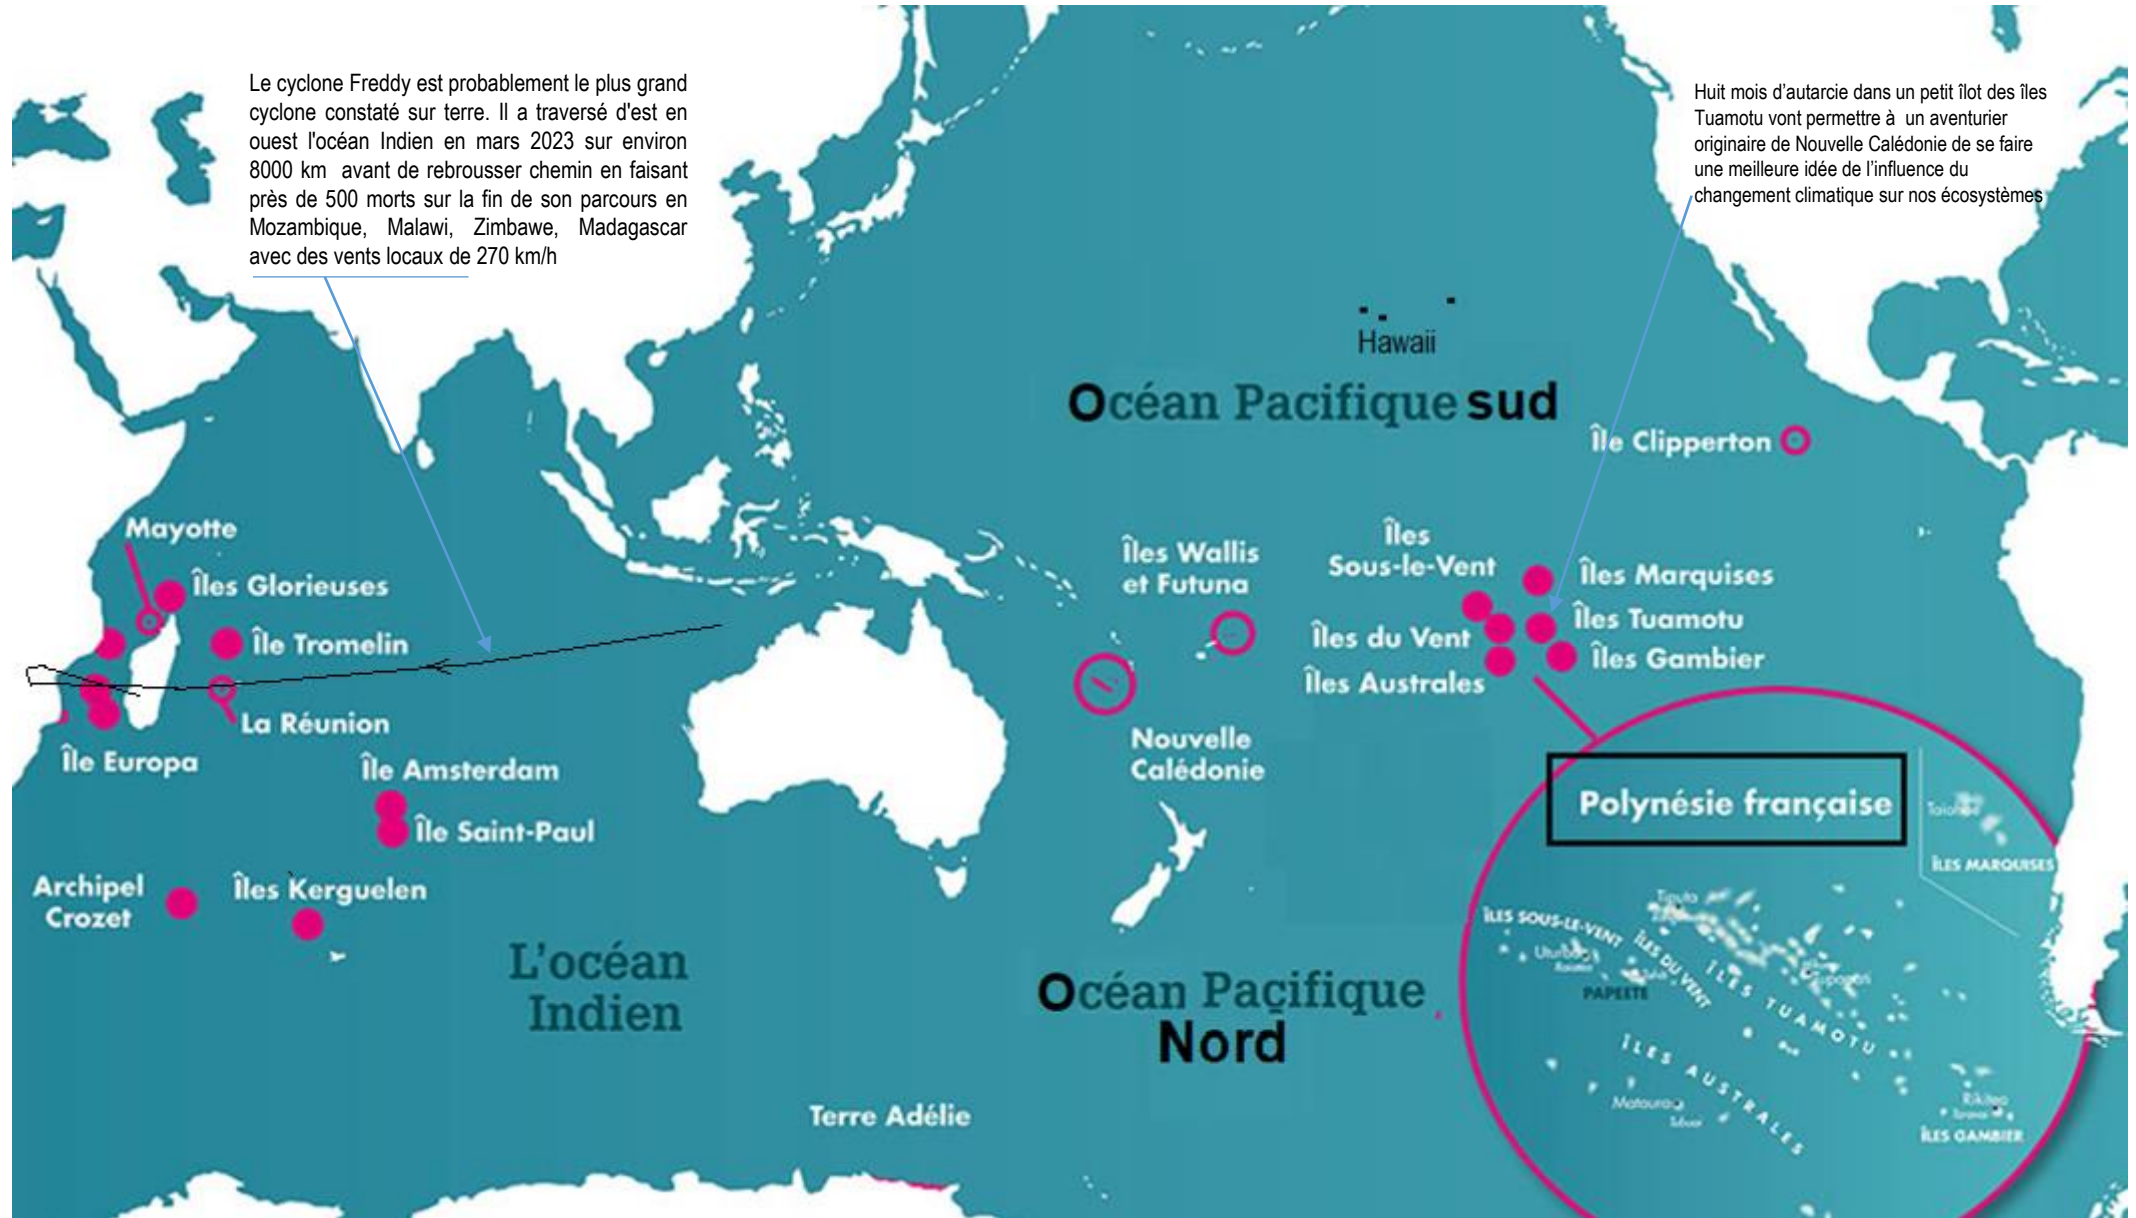 Le cyclone Freddy est probablement le plus grand
cyclone constaté sur terre. Il a traversé d'est en
ouest l'océan Indien en mars 2023 sur environ
8000 km avant de rebrousser chemin en faisant
près de 500 morts sur la fin de son parcours en
Mozambique, Malawi, Zimbawe, Madagascar
avec des vents locaux de 270 km/h
Huit mois d’autarcie dans un petit îlot des îles
Tuamotu vont permettre à un aventurier
originaire de Nouvelle Calédonie de se faire
une meilleure idée de l’influence du
changement climatique sur nos écosystèmes
Hawaii
Océan Pacifique sud
Île Clipperton
Mayotte
Îles Glorieuses
Île Tromelin
La Réunion
Île Europa
Île Amsterdam
Île Saint-Paul
Archipel
Crozet
Îles Kerguelen
L'océan
Indien
Îles Wallis
et Futuna
Nouvelle
Calédonie
Îles
Sous-le-Vent
Îles Marquises
Îles Tuamotu
Îles du Vent
Îles Gambier
Îles Australes
Océan Pacifique
Nord
Terre Adélie
Polynésie française
ÎLES MARQUISES
ÎLES SOUS-LE-VENT
ÎLES DU VENT
PAPEETE
ÎLES TUAMOTU
ÎLES AUSTRALES
Rikitea
ÎLES GAMBIER